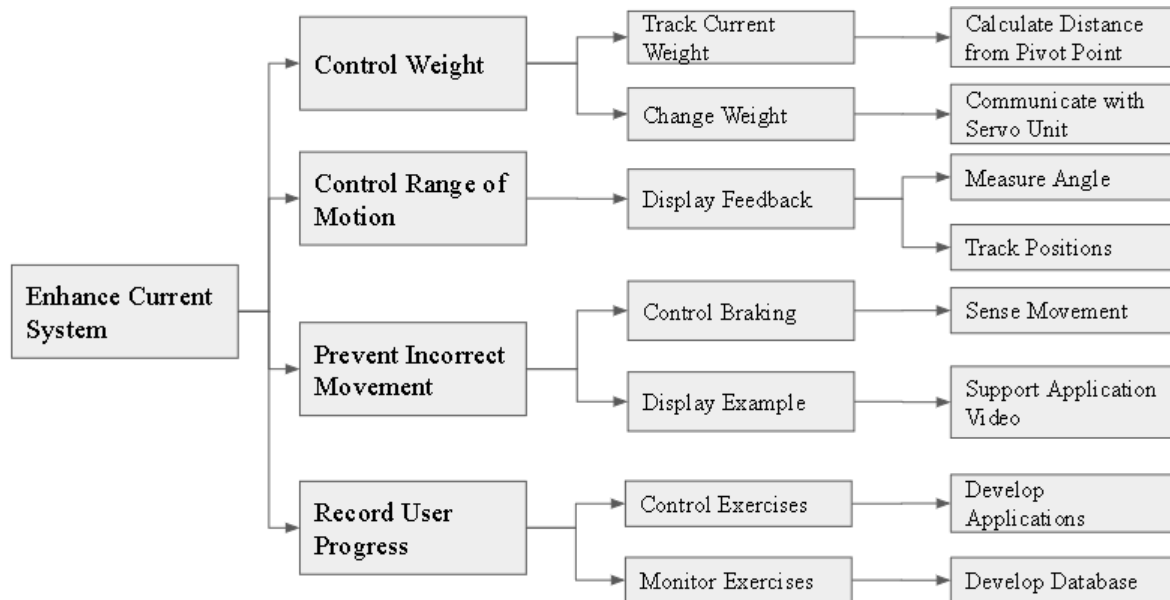 Enhance Current
System
Control Weight
Track Current
Weight
Calculate Distance
from Pivot Point
Change Weight
Communicate with
Servo Unit
Control Range of
Motion
Display Feedback
Measure Angle
Track Positions
Prevent Incorrect
Movement
Control Braking
Sense Movement
Display Example
Support Application
Video
Record User
Progress
Control Exercises
Develop
Applications
Monitor Exercises
Develop Database